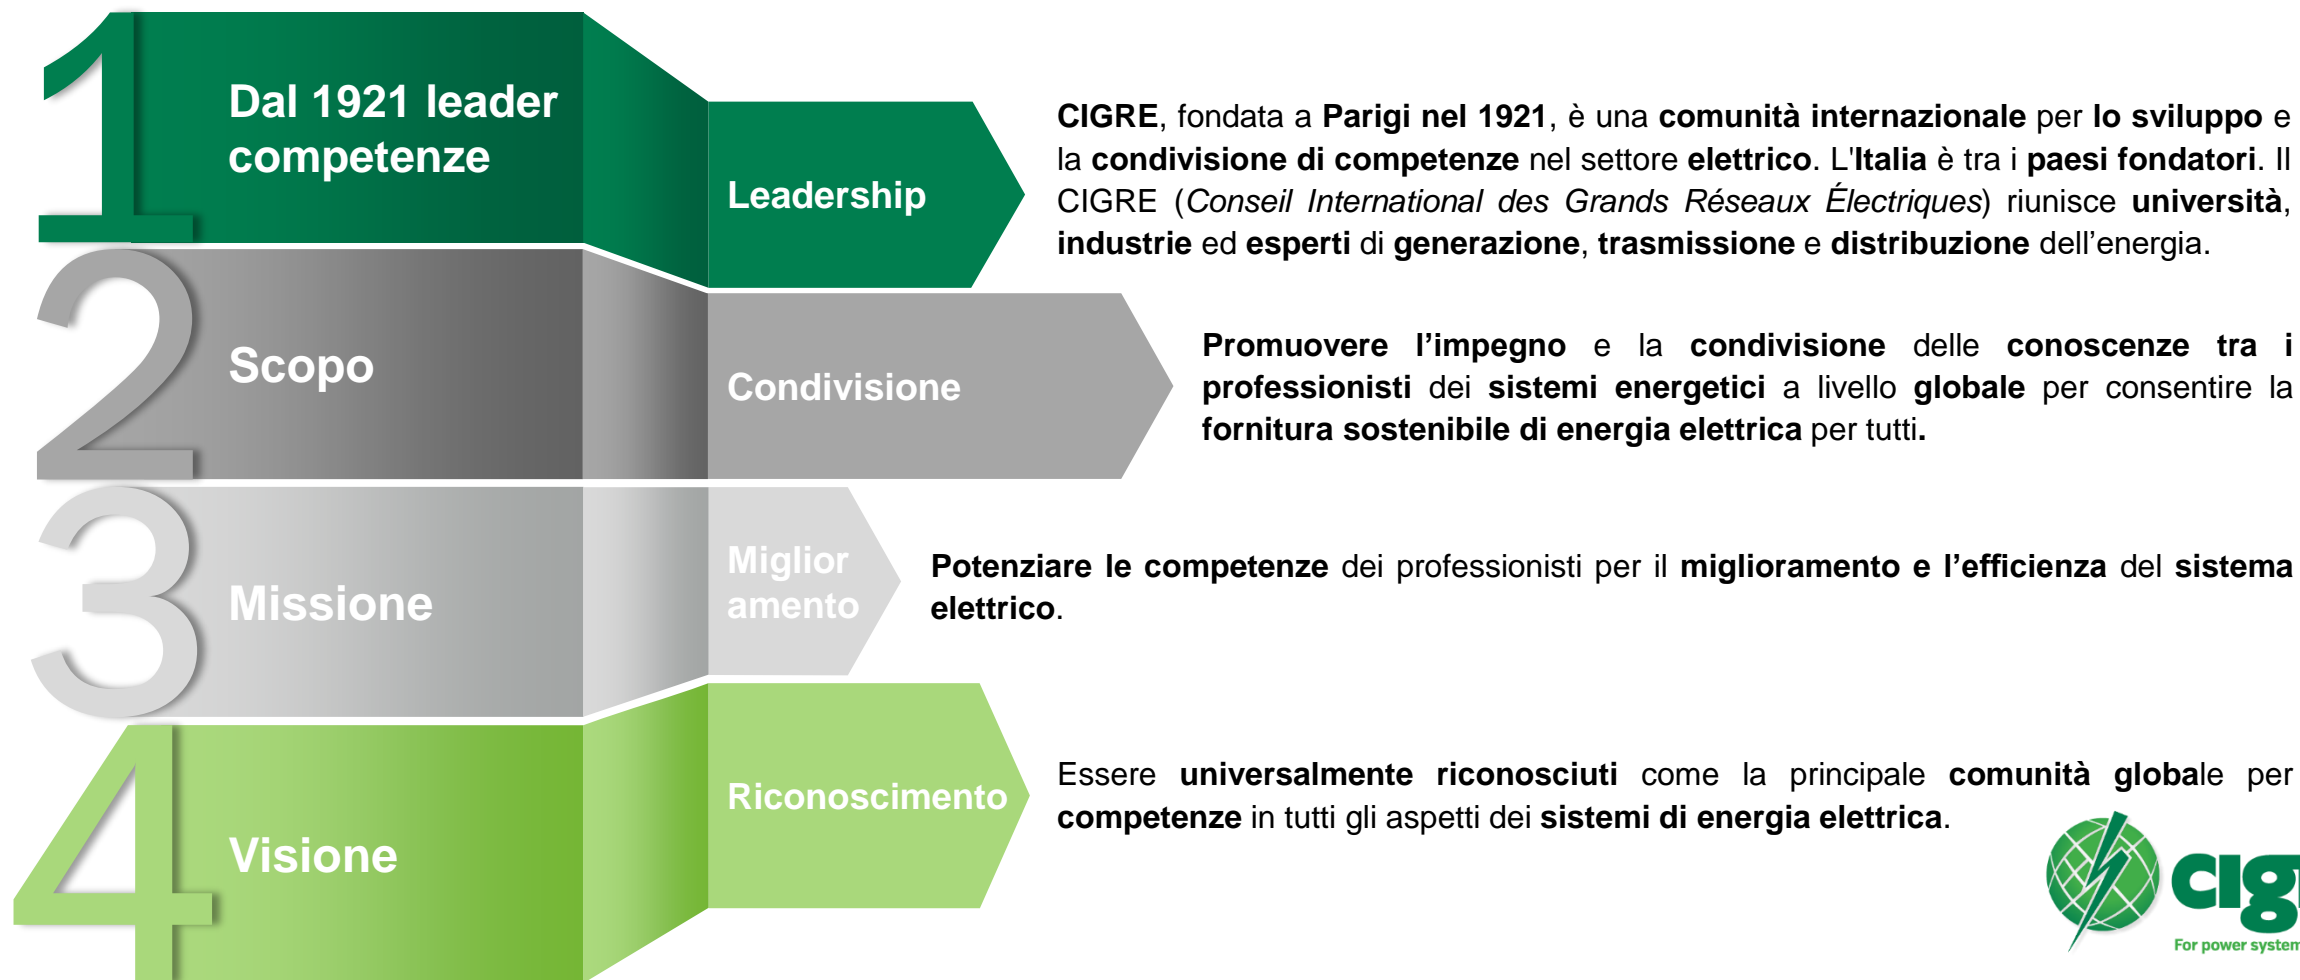 1
Dal 1921 leader
competenze
Leadership
CIGRE, fondata a Parigi nel 1921, è una comunità internazionale per lo sviluppo e
la condivisione di competenze nel settore elettrico. L'Italia è tra i paesi fondatori. Il
CIGRE (Conseil International des Grands Réseaux Électriques) riunisce università,
industrie ed esperti di generazione, trasmissione e distribuzione dell’energia.
2
Scopo
Condivisione
Promuovere l’impegno e la condivisione delle conoscenze tra i
professionisti dei sistemi energetici a livello globale per consentire la
fornitura sostenibile di energia elettrica per tutti.
3
Missione
Miglior
amento
Potenziare le competenze dei professionisti per il miglioramento e l’efficienza del sistema
elettrico.
4
Visione
Riconoscimento
Essere universalmente riconosciuti come la principale comunità globale per
competenze in tutti gli aspetti dei sistemi di energia elettrica.
cig
For power system